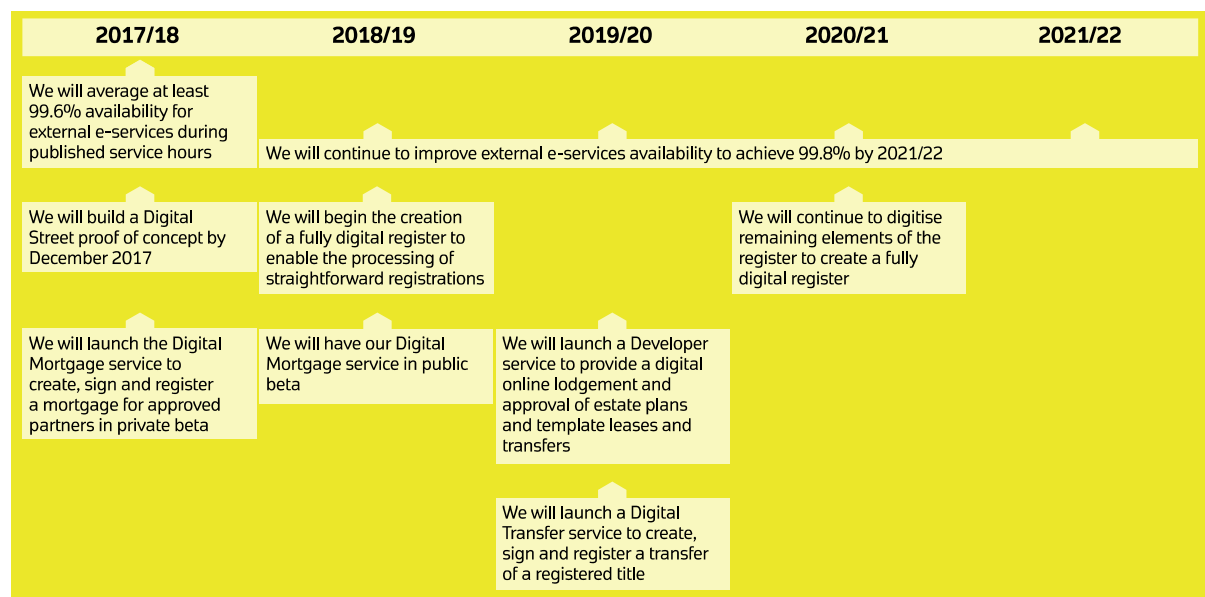 2017/18
2018/19
2019/20
2020/21
2021/22
We will average at least
99.6% availability for
external e-services during
published service hours
We will continue to improve external e-services availability to achieve 99.8% by 2021/22
We will build a Digital
Street proof of concept by
December 2017
We will begin the creation
of a fully digital register to
enable the processing of
straightforward registrations
We will continue to digitise
remaining elements of the
register to create a fully
digital register
We will launch the Digital
Mortgage service to
create, sign and register
a mortgage for approved
partners in private beta
We will have our Digital
Mortgage service in public
beta
We will launch a Developer
service to provide a digital
online lodgement and
approval of estate plans
and template leases and
transfers
We will launch a Digital
Transfer service to create,
sign and register a transfer
of a registered title